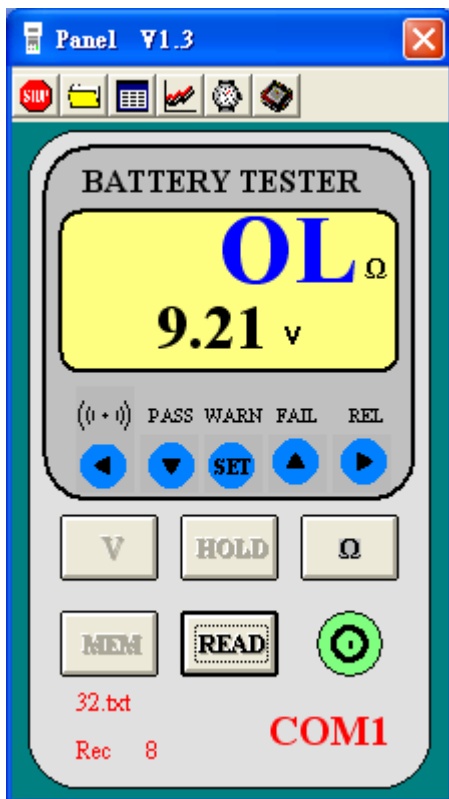 Panel V1.3
STOP
BATTERY TESTER
OL Ω
9.21 V
((· + ·)) PASS WARN FAIL REL
SET
V HOLD Ω
MEM READ
32.txt
COM1
Rec 8